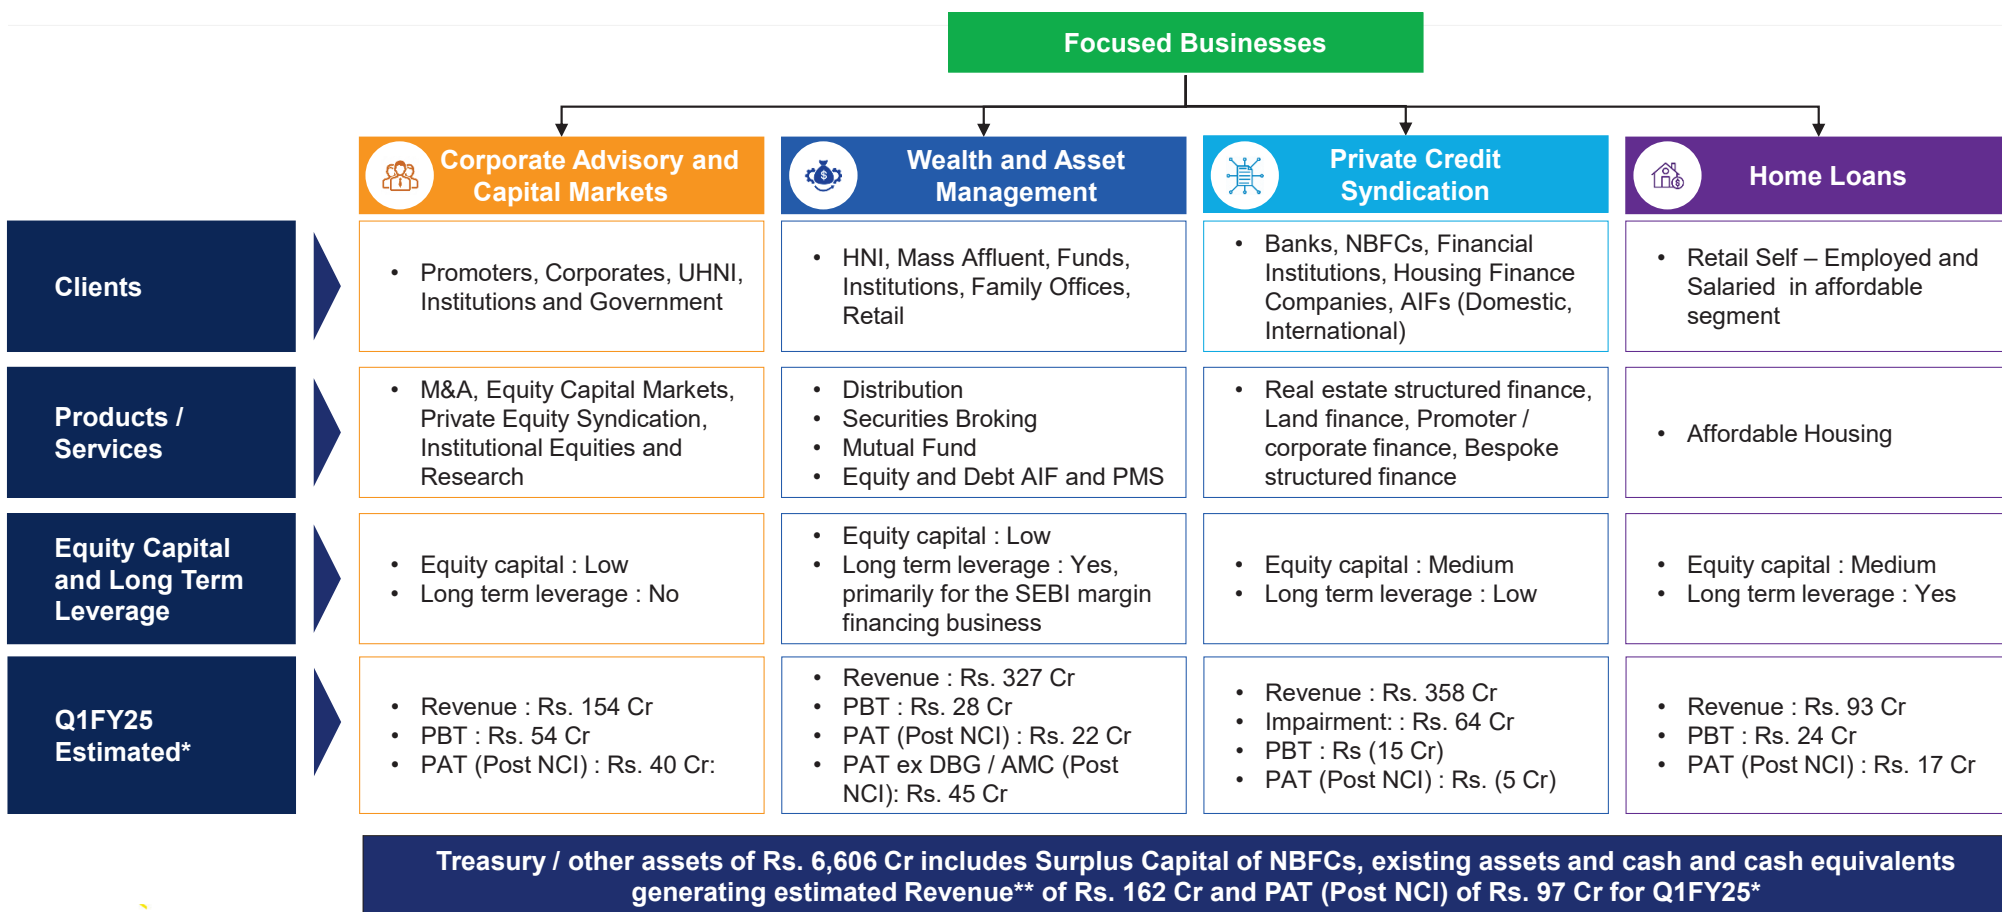 Focused Businesses
Corporate Advisory and
Capital Markets
Wealth and Asset
Management
Private Credit
Syndication
Home Loans
Clients
• Promoters, Corporates, UHNI,
Institutions and Government
• HNI, Mass Affluent, Funds,
Institutions, Family Offices,
Retail
• Banks, NBFCs, Financial
Institutions, Housing Finance
Companies, AIFs (Domestic,
International)
• Retail Self – Employed and
Salaried in affordable
segment
Products /
Services
• M&A, Equity Capital Markets,
Private Equity Syndication,
Institutional Equities and
Research
• Distribution
• Securities Broking
• Mutual Fund
• Equity and Debt AIF and PMS
• Real estate structured finance,
Land finance, Promoter /
corporate finance, Bespoke
structured finance
• Affordable Housing
Equity Capital
and Long Term
Leverage
• Equity capital : Low
• Long term leverage : No
• Equity capital : Low
• Long term leverage : Yes,
primarily for the SEBI margin
financing business
• Equity capital : Medium
• Long term leverage : Low
• Equity capital : Medium
• Long term leverage : Yes
Q1FY25
Estimated*
• Revenue : Rs. 154 Cr
• PBT : Rs. 54 Cr
• PAT (Post NCI) : Rs. 40 Cr:
• Revenue : Rs. 327 Cr
• PBT : Rs. 28 Cr
• PAT (Post NCI) : Rs. 22 Cr
• PAT ex DBG / AMC (Post
NCI): Rs. 45 Cr
• Revenue : Rs. 358 Cr
• Impairment: : Rs. 64 Cr
• PBT : Rs (15 Cr)
• PAT (Post NCI) : Rs. (5 Cr)
• Revenue : Rs. 93 Cr
• PBT : Rs. 24 Cr
• PAT (Post NCI) : Rs. 17 Cr
Treasury / other assets of Rs. 6,606 Cr includes Surplus Capital of NBFCs, existing assets and cash and cash equivalents
generating estimated Revenue** of Rs. 162 Cr and PAT (Post NCI) of Rs. 97 Cr for Q1FY25*